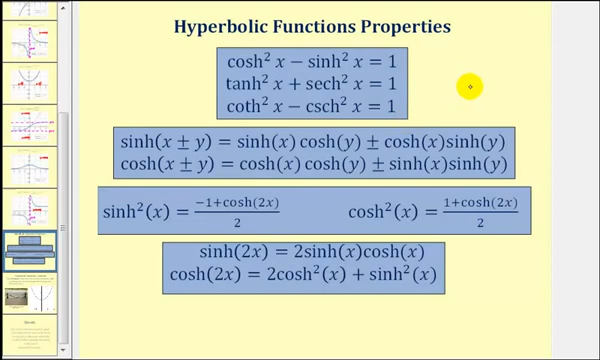 Hyperbolic Functions Properties
cosh² x − sinh² x = 1
tanh² x + sech² x = 1
coth² x − csch² x = 1
sinh(x ± y) = sinh(x) cosh(y) ± cosh(x)sinh(y)
cosh(x ± y) = cosh(x) cosh(y) ± sinh(x)sinh(y)
sinh²(x) = (−1+cosh(2x))/2 cosh²(x) = (1+cosh(2x))/2
sinh(2x) = 2sinh(x)cosh(x)
cosh(2x) = 2cosh²(x) + sinh²(x)